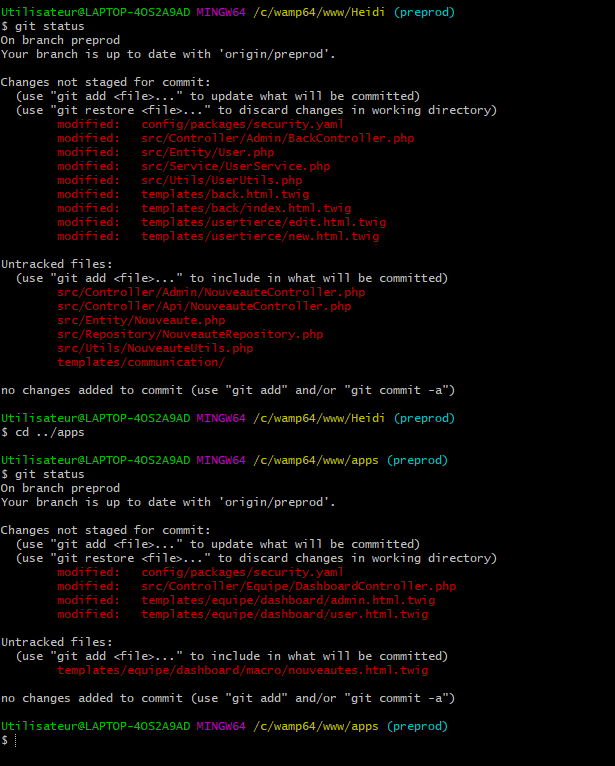 Utilisateur@LAPTOP-4OS2A9AD MINGW64 /c/wamp64/www/Heidi (preprod)
$ git status
On branch preprod
Your branch is up to date with 'origin/preprod'.
Changes not staged for commit:
  (use "git add <file>..." to update what will be committed)
  (use "git restore <file>..." to discard changes in working directory)
        modified:   config/packages/security.yaml
        modified:   src/Controller/Admin/BackController.php
        modified:   src/Entity/User.php
        modified:   src/Service/UserService.php
        modified:   src/Utils/UserUtils.php
        modified:   templates/back.html.twig
        modified:   templates/back/index.html.twig
        modified:   templates/usertierce/edit.html.twig
        modified:   templates/usertierce/new.html.twig
Untracked files:
  (use "git add <file>..." to include in what will be committed)
        src/Controller/Admin/NouveauteController.php
        src/Controller/Api/NouveauteController.php
        src/Entity/Nouveaute.php
        src/Repository/NouveauteRepository.php
        src/Utils/NouveauteUtils.php
        templates/communication/
no changes added to commit (use "git add" and/or "git commit -a")
Utilisateur@LAPTOP-4OS2A9AD MINGW64 /c/wamp64/www/Heidi (preprod)
$ cd ../apps
Utilisateur@LAPTOP-4OS2A9AD MINGW64 /c/wamp64/www/apps (preprod)
$ git status
On branch preprod
Your branch is up to date with 'origin/preprod'.
Changes not staged for commit:
  (use "git add <file>..." to update what will be committed)
  (use "git restore <file>..." to discard changes in working directory)
        modified:   config/packages/security.yaml
        modified:   src/Controller/Equipe/DashboardController.php
        modified:   templates/equipe/dashboard/admin.html.twig
        modified:   templates/equipe/dashboard/user.html.twig
Untracked files:
  (use "git add <file>..." to include in what will be committed)
        templates/equipe/dashboard/macro/nouveautes.html.twig
no changes added to commit (use "git add" and/or "git commit -a")
Utilisateur@LAPTOP-4OS2A9AD MINGW64 /c/wamp64/www/apps (preprod)
$